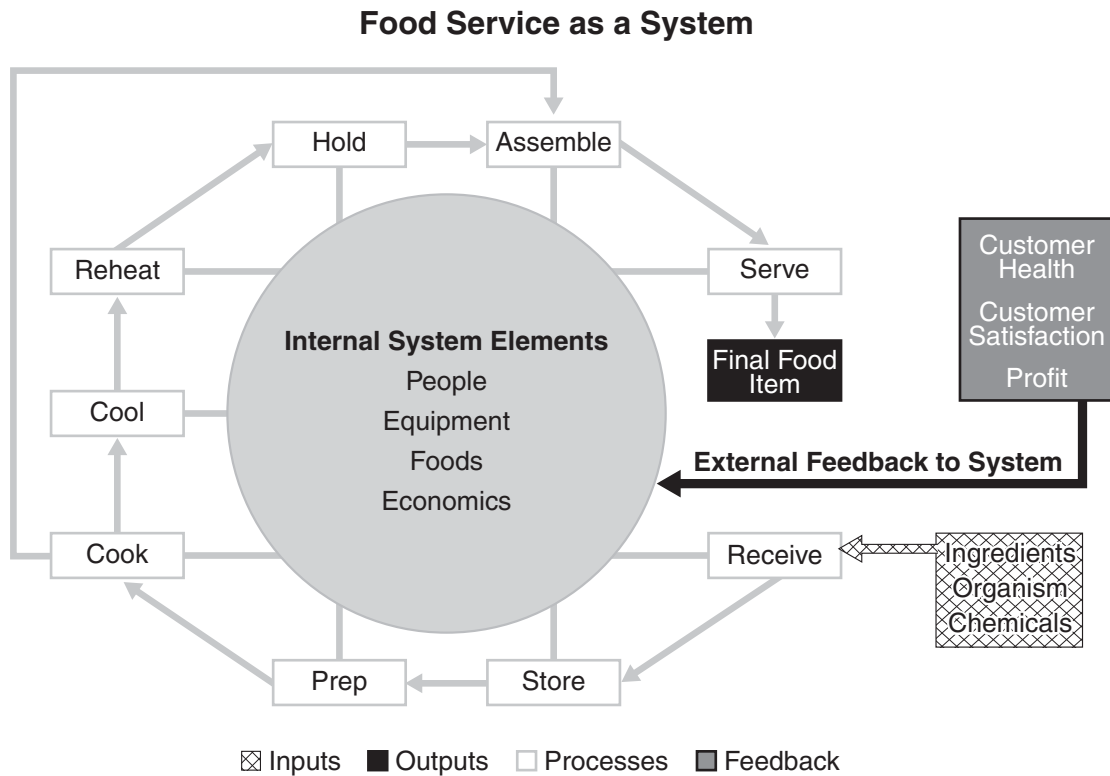 Food Service as a System
Hold
Assemble
Reheat
Serve
Customer
Health
Customer
Satisfaction
Profit
Internal System Elements
People
Equipment
Foods
Economics
Final Food
Item
Cool
External Feedback to System
Cook
Receive
Ingredients
Organism
Chemicals
Prep
Store
Inputs
Outputs
Processes
Feedback